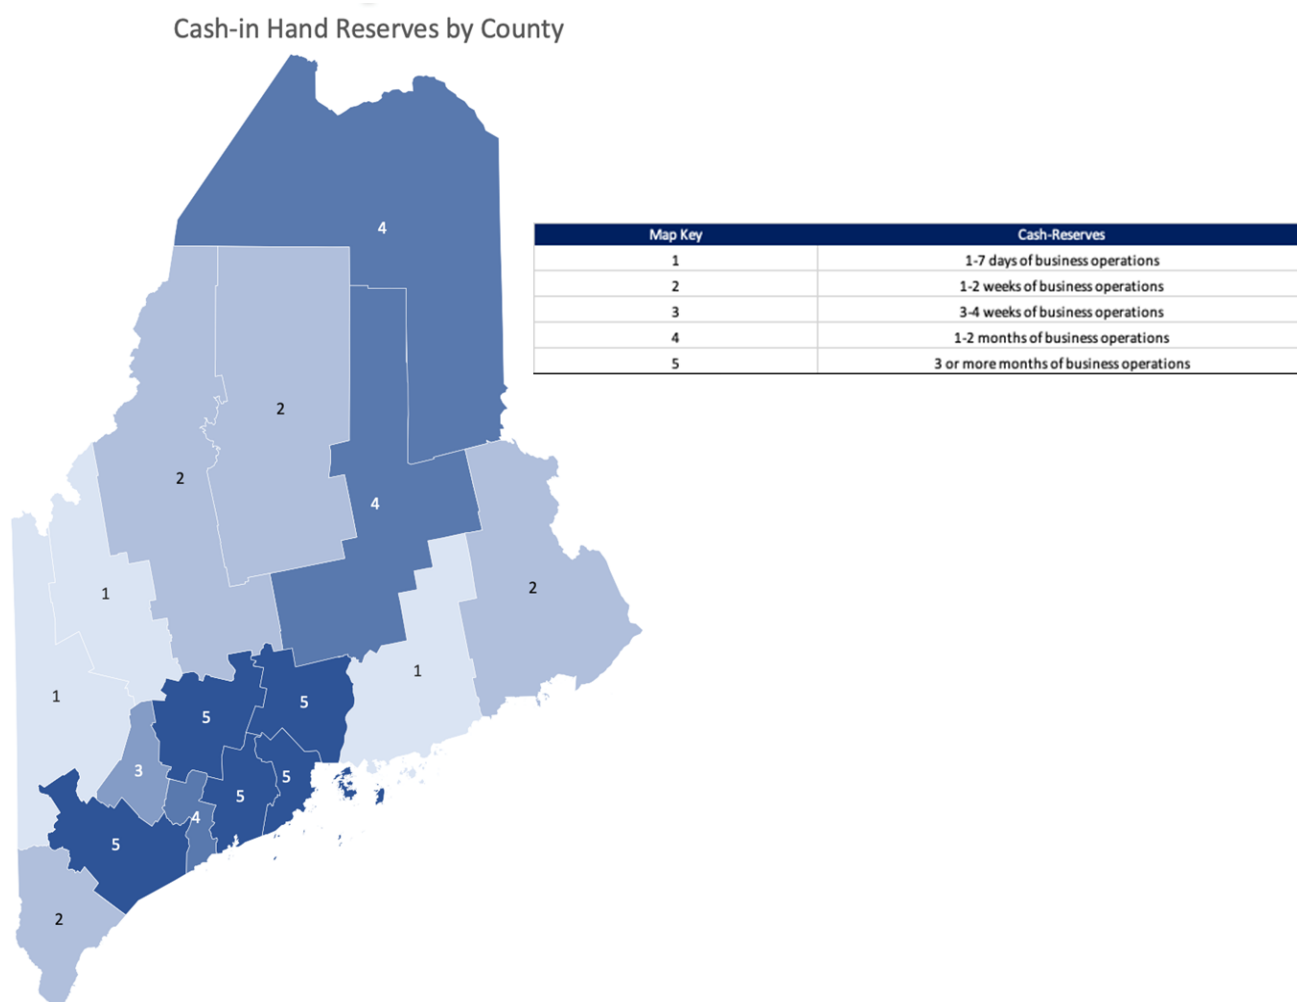 Cash-in Hand Reserves by County
4
Map Key Cash-Reserves
1 1-7 days of business operations
2 1-2 weeks of business operations
3 3-4 weeks of business operations
4 1-2 months of business operations
5 3 or more months of business operations
2
2
4
2
1
1
1
5
5
3
5
5
4
5
2